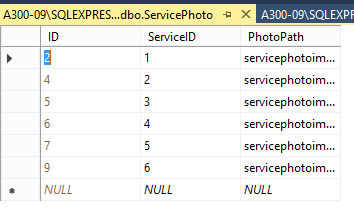 A300-09\SQLEXPRES...dbo.ServicePhoto A300-09\SQLEXPR
ID ServiceID PhotoPath
2 1 servicephotoim...
4 2 servicephotoim...
5 3 servicephotoim...
6 4 servicephotoim...
7 5 servicephotoim...
9 6 servicephotoim...
NULL NULL NULL